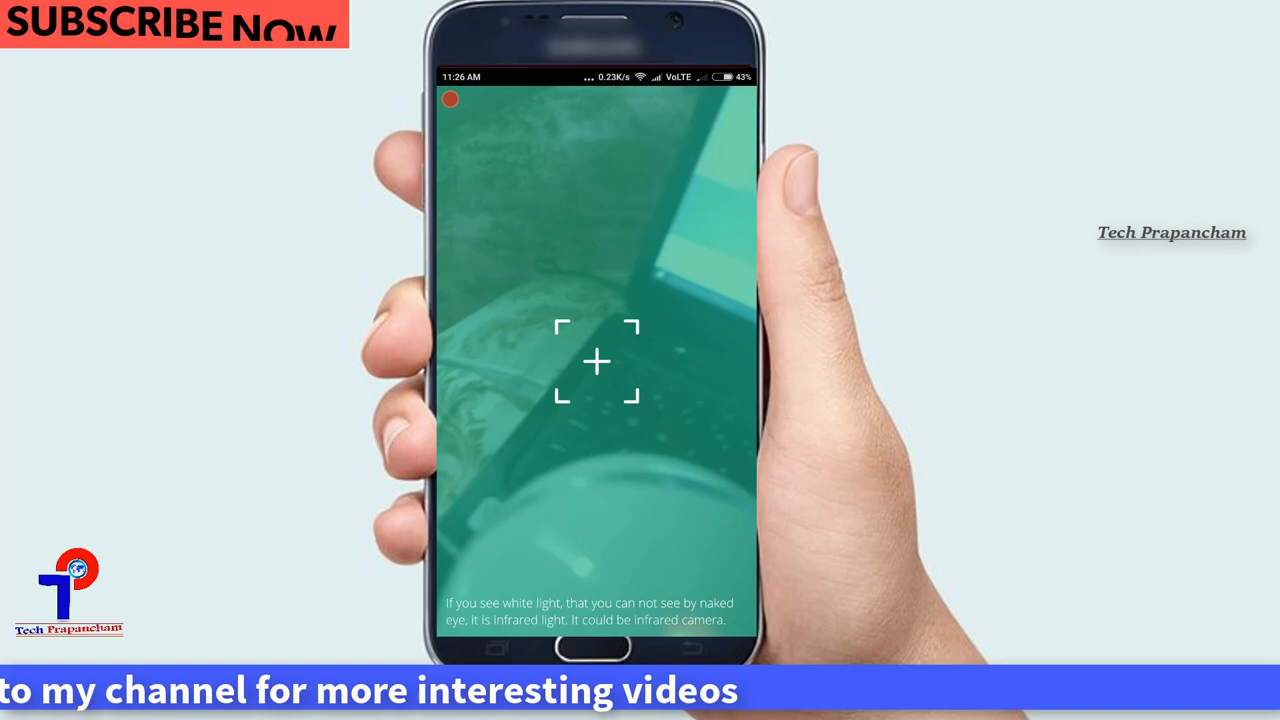 SUBSCRIBE NOW
11:26 AM ... 0.23K/s VoLTE 43%
Tech Prapancham
If you see white light, that you can not see by naked
eye, it is infrared light. It could be infrared camera.
Tech Prapancham
to my channel for more interesting videos